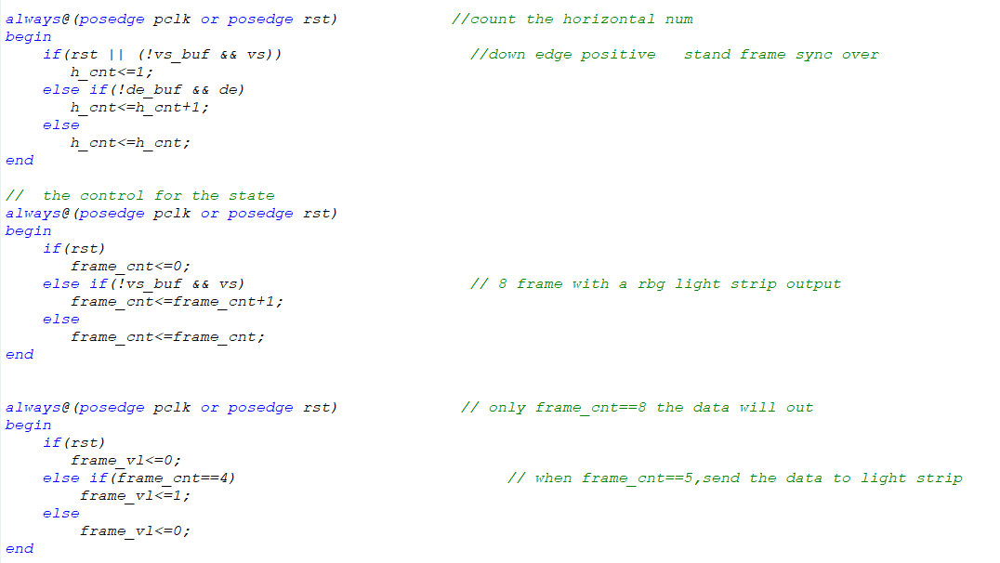 always@(posedge pclk or posedge rst) //count the horizontal num
begin
if(rst || (!vs_buf && vs)) //down edge positive stand frame sync over
h_cnt<=1;
else if(!de_buf && de)
h_cnt<=h_cnt+1;
else
h_cnt<=h_cnt;
end
// the control for the state
always@(posedge pclk or posedge rst)
begin
if(rst)
frame_cnt<=0;
else if(!vs_buf && vs) // 8 frame with a rbg light strip output
frame_cnt<=frame_cnt+1;
else
frame_cnt<=frame_cnt;
end
always@(posedge pclk or posedge rst) // only frame_cnt==8 the data will out
begin
if(rst)
frame_vl<=0;
else if(frame_cnt==4) // when frame_cnt==5,send the data to light strip
frame_vl<=1;
else
frame_vl<=0;
end